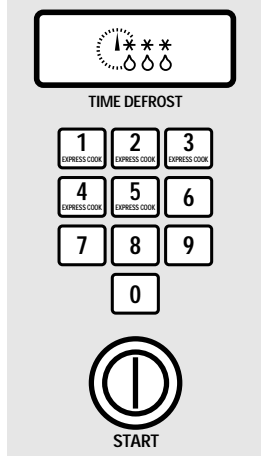 TIME DEFROST
1 2 3
EXPRESS COOK EXPRESS COOK EXPRESS COOK
4 5 6
EXPRESS COOK EXPRESS COOK
7 8 9
0
START